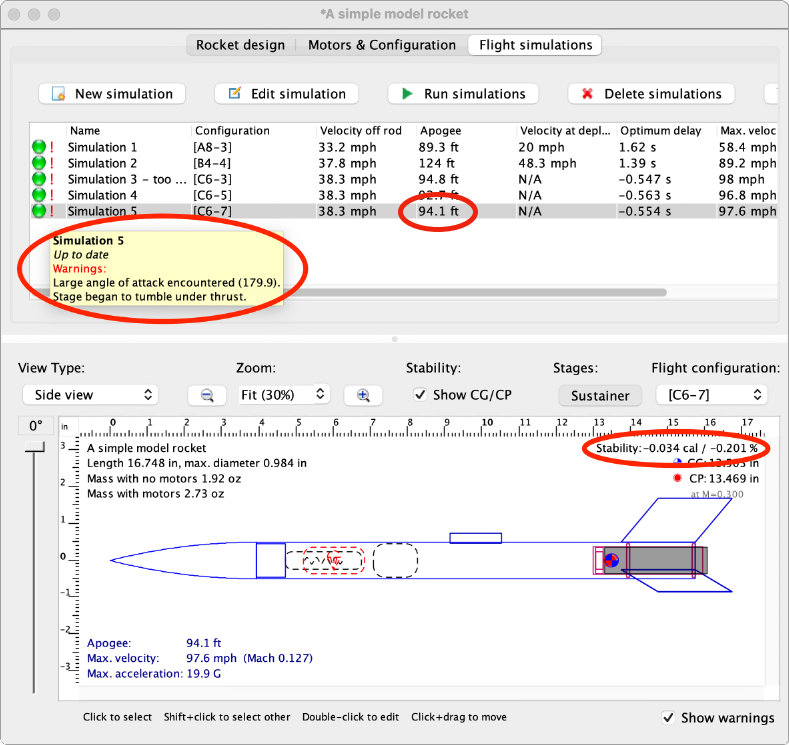 *A simple model rocket
Rocket design Motors & Configuration Flight simulations
New simulation Edit simulation Run simulations Delete simulations
Name Configuration Velocity off rod Apogee Velocity at depl... Optimum delay Max. veloc
! Simulation 1 [A8-3] 33.2 mph 89.3 ft 20 mph 1.62 s 58.4 mph
! Simulation 2 [B4-4] 37.8 mph 124 ft 48.3 mph 1.39 s 89.2 mph
! Simulation 3 - too ... [C6-3] 38.3 mph 94.8 ft N/A -0.547 s 98 mph
! Simulation 4 [C6-5] 38.3 mph 92.7 ft N/A -0.563 s 96.8 mph
! Simulation 5 [C6-7] 38.3 mph 94.1 ft N/A -0.554 s 97.6 mph
Simulation 5
Up to date
Warnings:
Large angle of attack encountered (179.9).
Stage began to tumble under thrust.
View Type: Zoom: Stability: Stages: Flight configuration:
Side view Fit (30%) Show CG/CP Sustainer [C6-7]
0° in 0 1 2 3 4 5 6 7 8 9 10 11 12 13 14 15 16 17
A simple model rocket Stability:-0.034 cal / -0.201 %
Length 16.748 in, max. diameter 0.984 in CG:13.503 in
Mass with no motors 1.92 oz CP:13.469 in
Mass with motors 2.73 oz at M=0.300
3
2
1
0
-1
-2
-3
Apogee: 94.1 ft
Max. velocity: 97.6 mph (Mach 0.127)
Max. acceleration: 19.9 G
Click to select Shift+click to select other Double-click to edit Click+drag to move Show warnings